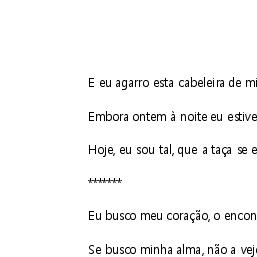 E eu agarro esta cabeleira de mi
Embora ontem à noite eu estive
Hoje, eu sou tal, que a taça se e
*******
Eu busco meu coração, o encon
Se busco minha alma, não a vej